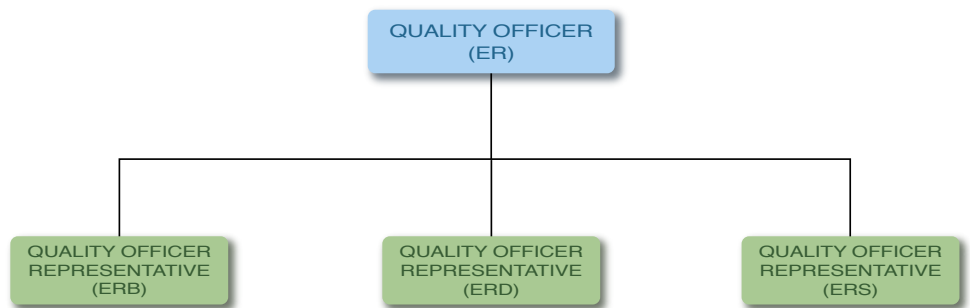 QUALITY OFFICER
(ER)
QUALITY OFFICER
REPRESENTATIVE
(ERB)
QUALITY OFFICER
REPRESENTATIVE
(ERD)
QUALITY OFFICER
REPRESENTATIVE
(ERS)